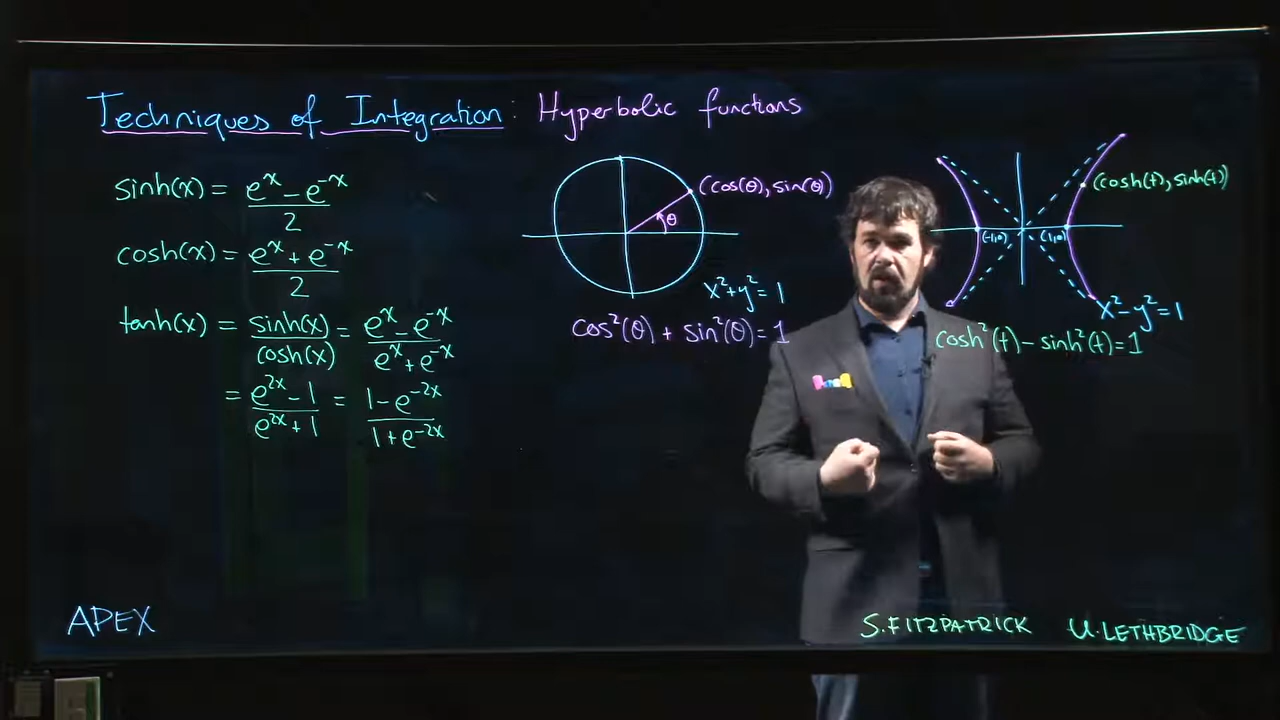 Techniques of Integration: Hyperbolic functions
sinh(x) = (e^x - e^-x)/2
cosh(x) = (e^x + e^-x)/2
tanh(x) = sinh(x)/cosh(x) = (e^x - e^-x)/(e^x + e^-x)
= (e^2x - 1)/(e^2x + 1) = (1 - e^-2x)/(1 + e^-2x)
(cos(θ), sin(θ))
θ
x²+y²=1
cos²(θ) + sin²(θ)=1
(cosh(t), sinh(t))
(-1,0) (1,0)
x²-y²=1
cosh²(t) - sinh²(t)=1
APEX
S.FITZPATRICK U.LETHBRIDGE